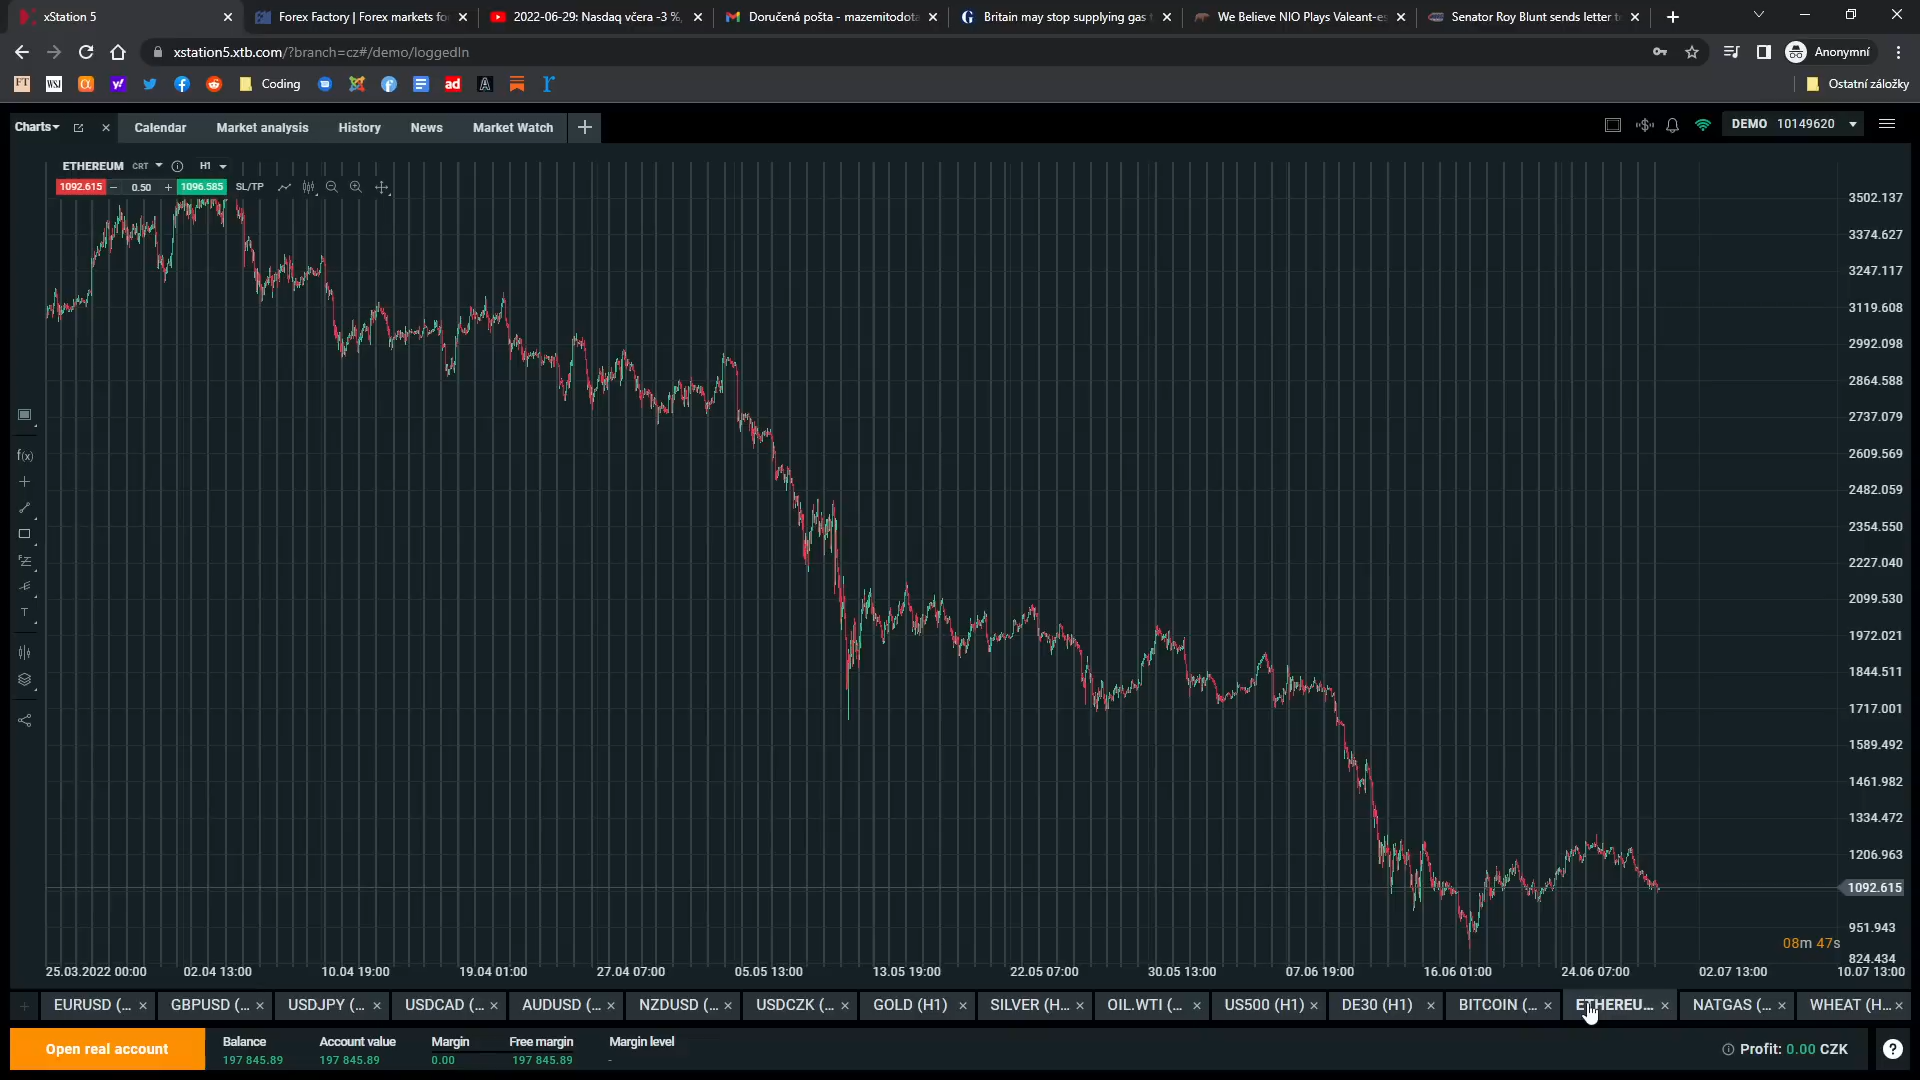 xStation 5
Forex Factory | Forex markets fo
2022-06-29: Nasdaq včera -3 %,
Doručená pošta - mazemitodota
Britain may stop supplying gas t
We Believe NIO Plays Valeant-es
Senator Roy Blunt sends letter t
xstation5.xtb.com/?branch=cz#/demo/loggedIn
Anonymní
FT
WSJ
Coding
ad
Ostatní záložky
Charts
Calendar
Market analysis
History
News
Market Watch
DEMO 10149620
ETHEREUM CRT H1
1092.615 – 0.50 + 1096.585 SL/TP
3502.137
3374.627
3247.117
3119.608
2992.098
2864.588
2737.079
2609.569
2482.059
2354.550
2227.040
2099.530
1972.021
1844.511
1717.001
1589.492
1461.982
1334.472
1206.963
1092.615
951.943
08m 47s
824.434
f(x)
T
25.03.2022 00:00
02.04 13:00
10.04 19:00
19.04 01:00
27.04 07:00
05.05 13:00
13.05 19:00
22.05 07:00
30.05 13:00
07.06 19:00
16.06 01:00
24.06 07:00
02.07 13:00
10.07 13:00
EURUSD (...
GBPUSD (...
USDJPY (...
USDCAD (...
AUDUSD (...
NZDUSD (...
USDCZK (...
GOLD (H1)
SILVER (H...
OIL.WTI (...
US500 (H1)
DE30 (H1)
BITCOIN (...
ETHEREU...
NATGAS (...
WHEAT (H...
Open real account
Balance
197 845.89
Account value
197 845.89
Margin
0.00
Free margin
197 845.89
Margin level
-
Profit: 0.00 CZK
?